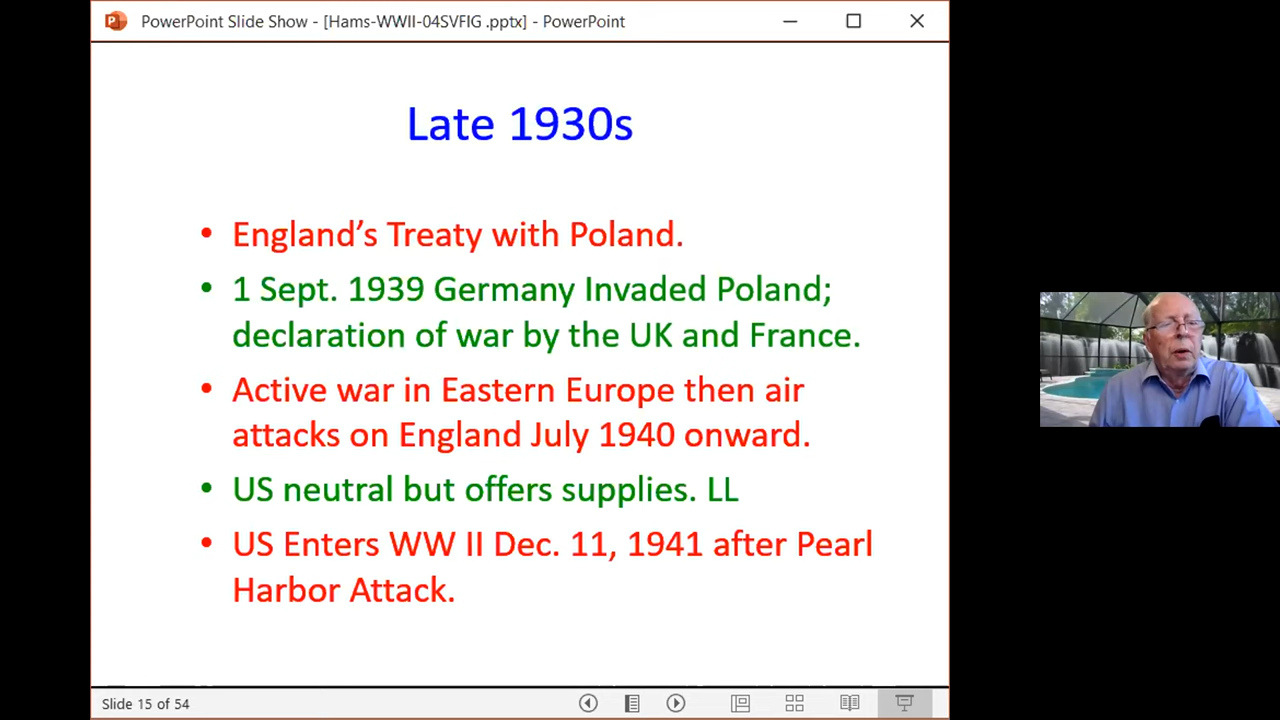 PowerPoint Slide Show - [Hams-WWII-04SVFIG .pptx] - PowerPoint
Late 1930s
• England’s Treaty with Poland.
• 1 Sept. 1939 Germany Invaded Poland;
declaration of war by the UK and France.
• Active war in Eastern Europe then air
attacks on England July 1940 onward.
• US neutral but offers supplies. LL
• US Enters WW II Dec. 11, 1941 after Pearl
Harbor Attack.
Slide 15 of 54